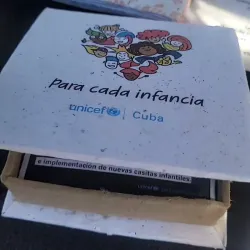 Para cada infancia
unicef | Cuba
e implementación de nuevas casitas infantiles